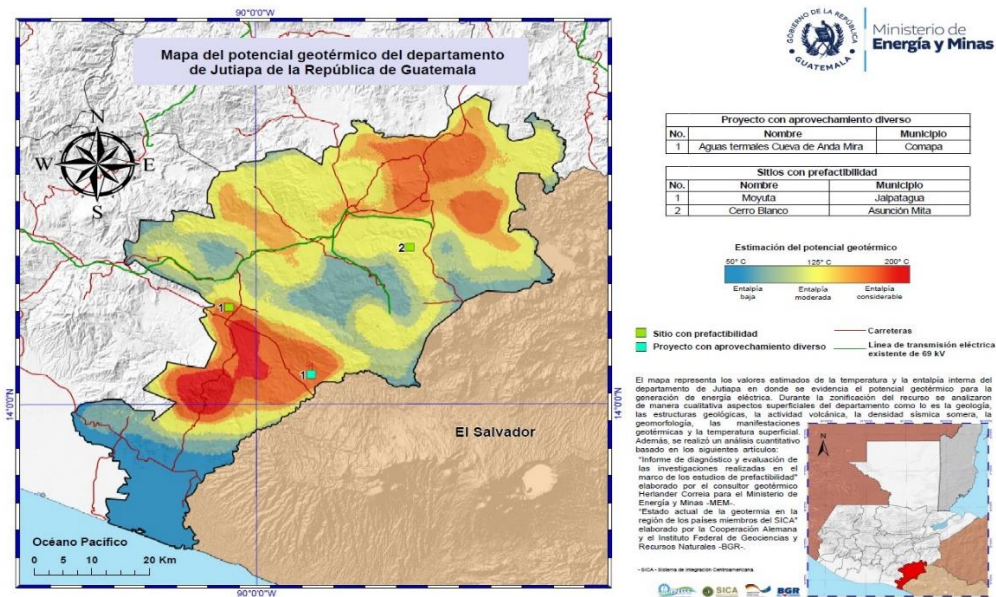 90°0'0"W
Mapa del potencial geotérmico del departamento
de Jutiapa de la República de Guatemala
N
W E
S
2
1
1
14°0'0"N
14°0'0"N
El Salvador
Océano Pacífico
0 5 10 20 Km
90°0'0"W
GOBIERNO DE LA REPÚBLICA
GUATEMALA
Ministerio de
Energía y Minas
Proyecto con aprovechamiento diverso
No. Nombre Municipio
1 Aguas termales Cueva de Anda Mira Comapa
Sitios con prefactibilidad
No. Nombre Municipio
1 Moyuta Jalpatagua
2 Cerro Blanco Asunción Mita
Estimación del potencial geotérmico
50° C 125° C 200° C
Entalpía baja
Entalpía moderada
Entalpía considerable
Sitio con prefactibilidad
Proyecto con aprovechamiento diverso
Carreteras
Línea de transmisión eléctrica
existente de 69 kV
El mapa representa los valores estimados de la temperatura y la entalpía interna del
departamento de Jutiapa en donde se evidencia el potencial geotérmico para la
generación de energía eléctrica. Durante la zonificación del recurso se analizaron
de manera cualitativa aspectos superficiales del departamento como lo es la geología,
las estructuras geológicas, la actividad volcánica, la densidad sísmica somera, la
geomorfología, las manifestaciones
geotérmicas y la temperatura superficial.
Además, se realizó un análisis cuantitativo
basado en los siguientes artículos:
"Informe de diagnóstico y evaluación de
las investigaciones realizadas en el
marco de los estudios de prefactibilidad"
elaborado por el consultor geotérmico
Herlander Correia para el Ministerio de
Energía y Minas -MEM-.
"Estado actual de la geotermia en la
región de los países miembros del SICA"
elaborado por la Cooperación Alemana
y el Instituto Federal de Geociencias y
Recursos Naturales -BGR-.
- SICA - Sistema de Integración Centroamericana.
N
SICA
BGR